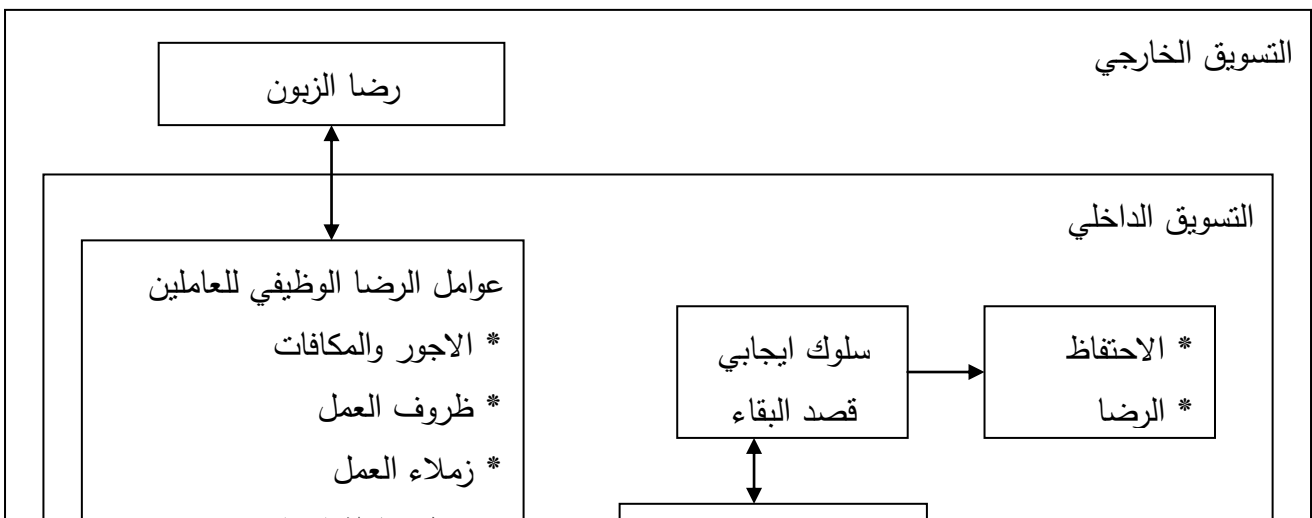 التسويق الخارجي
رضا الزبون
التسويق الداخلي
عوامل الرضا الوظيفي للعاملين
* الاجور والمكافات
* ظروف العمل
* زملاء العمل
سلوك ايجابي
قصد البقاء
* الاحتفاظ
* الرضا